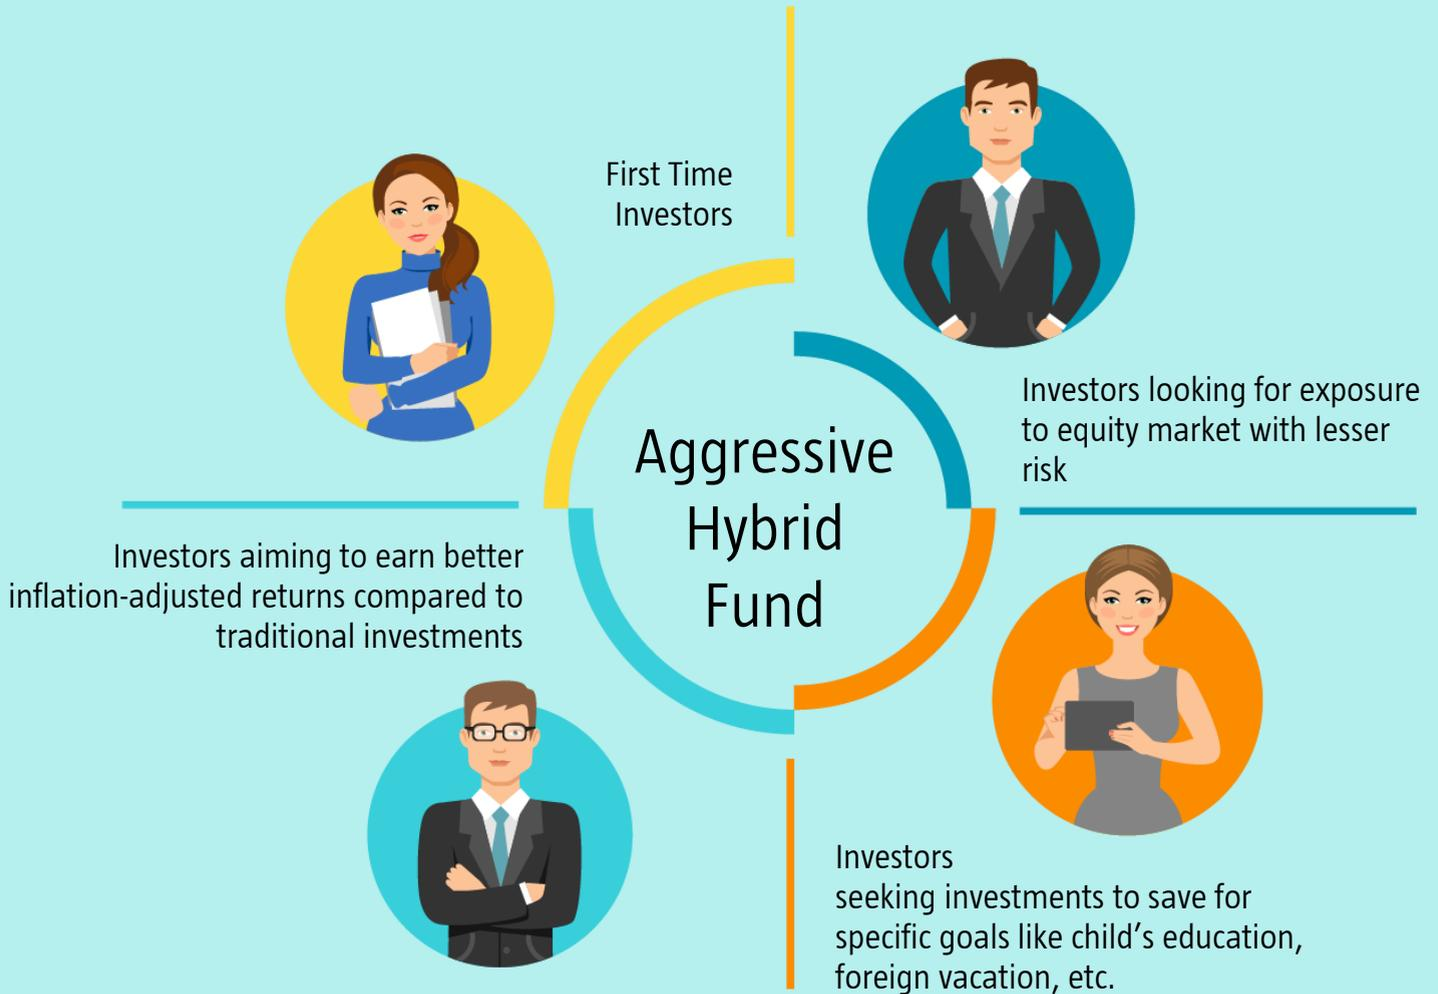 First Time
Investors
Investors looking for exposure
to equity market with lesser
risk
Aggressive
Hybrid
Fund
Investors aiming to earn better
inflation-adjusted returns compared to
traditional investments
Investors
seeking investments to save for
specific goals like child’s education,
foreign vacation, etc.